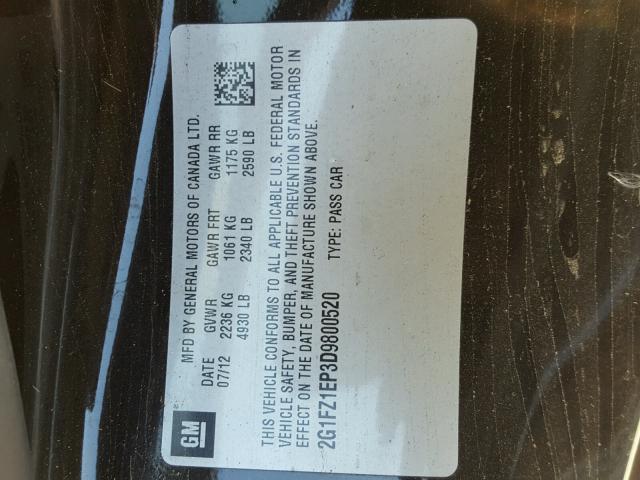 GM
MFD BY GENERAL MOTORS OF CANADA LTD.
DATE GVWR GAWR FRT GAWR RR
07/12 2236 KG 1061 KG 1175 KG
4930 LB 2340 LB 2590 LB
THIS VEHICLE CONFORMS TO ALL APPLICABLE U.S. FEDERAL MOTOR
VEHICLE SAFETY, BUMPER, AND THEFT PREVENTION STANDARDS IN
EFFECT ON THE DATE OF MANUFACTURE SHOWN ABOVE.
2G1FZ1EP3D9800520 TYPE: PASS CAR